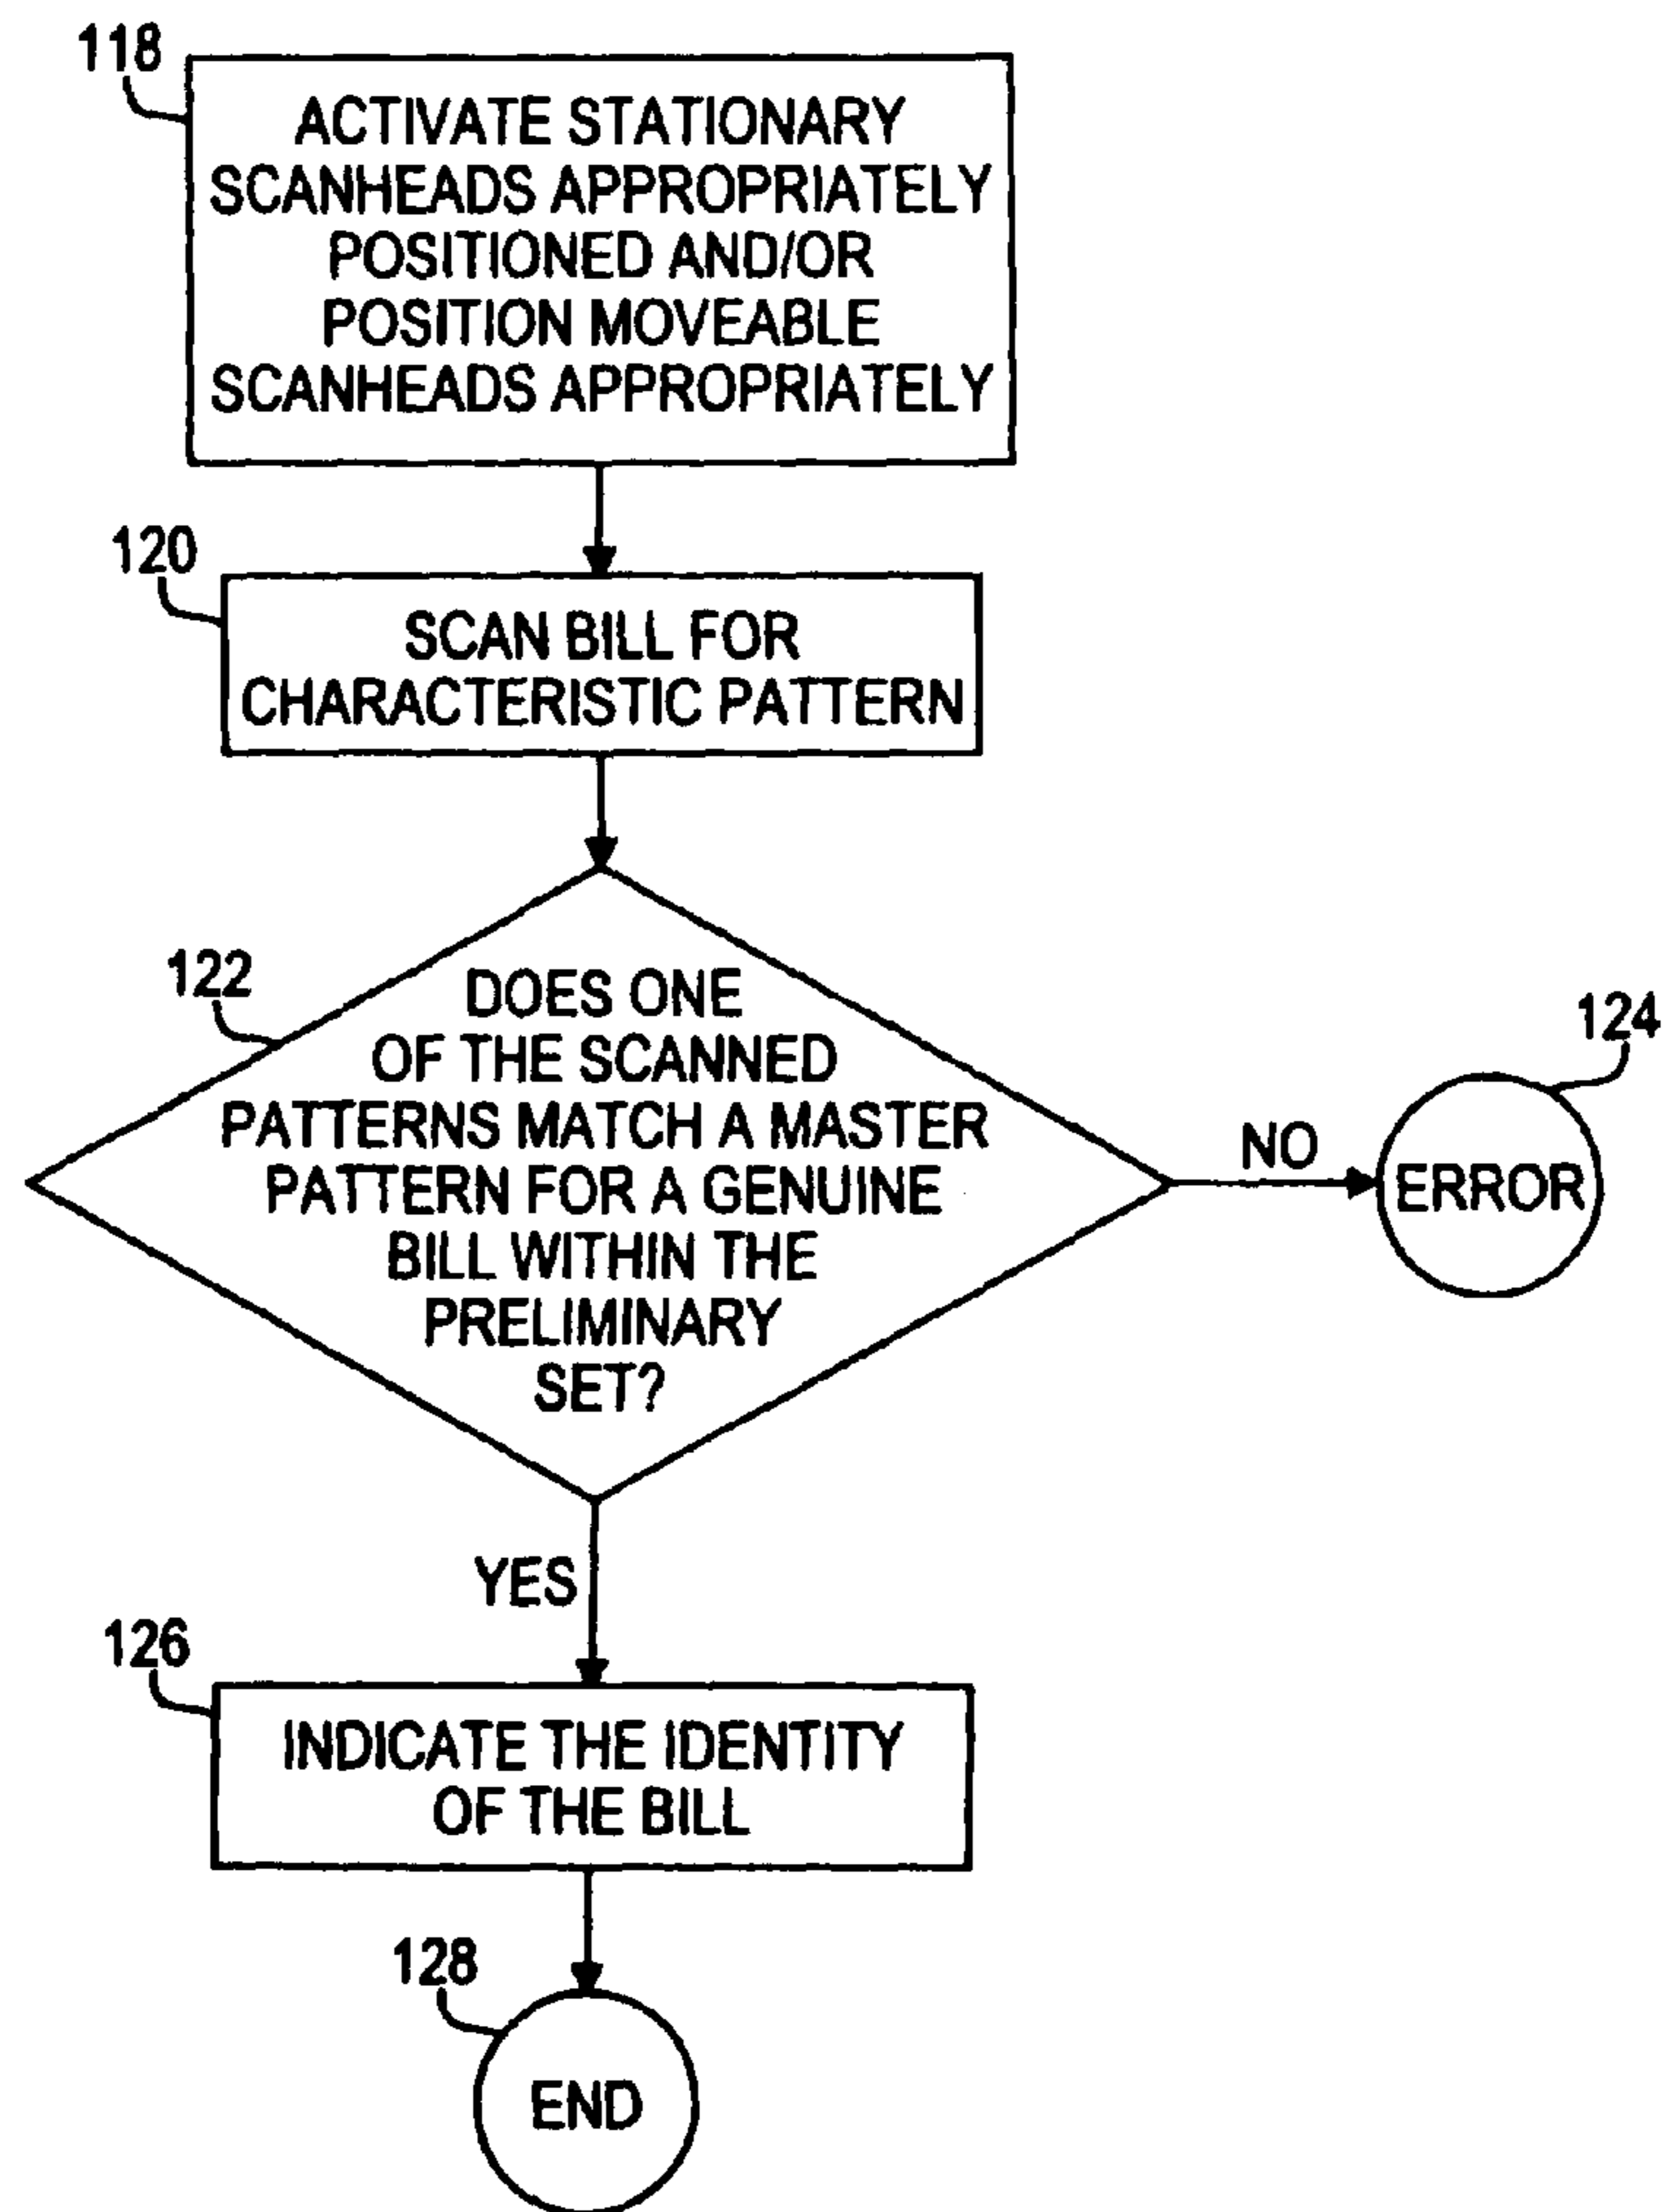 118
ACTIVATE STATIONARY
SCANHEADS APPROPRIATELY
POSITIONED AND/OR
POSITION MOVEABLE
SCANHEADS APPROPRIATELY
120
SCAN BILL FOR
CHARACTERISTIC PATTERN
122
DOES ONE
OF THE SCANNED
PATTERNS MATCH A MASTER
PATTERN FOR A GENUINE
BILL WITHIN THE
PRELIMINARY
SET?
NO
124
ERROR
YES
126
INDICATE THE IDENTITY
OF THE BILL
128
END